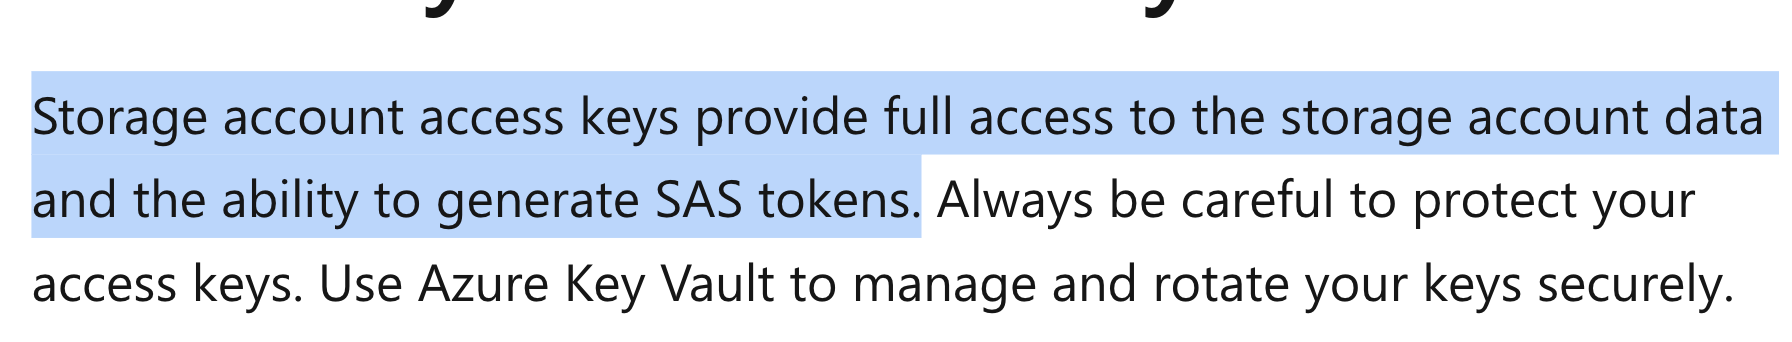 Storage account access keys provide full access to the storage account data
and the ability to generate SAS tokens. Always be careful to protect your
access keys. Use Azure Key Vault to manage and rotate your keys securely.